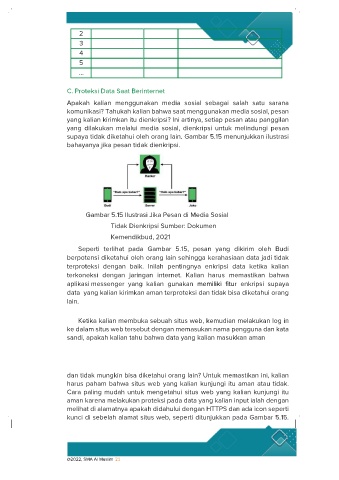 2
3
4
5
...
C. Proteksi Data Saat Berinternet
Apakah kalian menggunakan media sosial sebagai salah satu sarana
komunikasi? Tahukah kalian bahwa saat menggunakan media sosial, pesan
yang kalian kirimkan itu dienkripsi? Ini artinya, setiap pesan atau panggilan
yang dilakukan melalui media sosial, dienkripsi untuk melindungi pesan
supaya tidak diketahui oleh orang lain. Gambar 5.15 menunjukkan ilustrasi
bahayanya jika pesan tidak dienkripsi.
Hacker
"Budi apa kabar?" "Budi apa kabar?"
Budi Server Joko
Gambar 5.15 Ilustrasi Jika Pesan di Media Sosial
Tidak Dienkripsi Sumber: Dokumen
Kemendikbud, 2021
Seperti terlihat pada Gambar 5.15, pesan yang dikirim oleh Budi
berpotensi diketahui oleh orang lain sehingga kerahasiaan data jadi tidak
terproteksi dengan baik. Inilah pentingnya enkripsi data ketika kalian
terkoneksi dengan jaringan internet. Kalian harus memastikan bahwa
aplikasi messenger yang kalian gunakan memiliki fitur enkripsi supaya
data yang kalian kirimkan aman terproteksi dan tidak bisa diketahui orang
lain.
Ketika kalian membuka sebuah situs web, kemudian melakukan log in
ke dalam situs web tersebut dengan memasukan nama pengguna dan kata
sandi, apakah kalian tahu bahwa data yang kalian masukkan aman
dan tidak mungkin bisa diketahui orang lain? Untuk memastikan ini, kalian
harus paham bahwa situs web yang kalian kunjungi itu aman atau tidak.
Cara paling mudah untuk mengetahui situs web yang kalian kunjungi itu
aman karena melakukan proteksi pada data yang kalian input ialah dengan
melihat di alamatnya apakah didahului dengan HTTPS dan ada icon seperti
kunci di sebelah alamat situs web, seperti ditunjukkan pada Gambar 5.15.
@2022, SMA Al Masoem 23